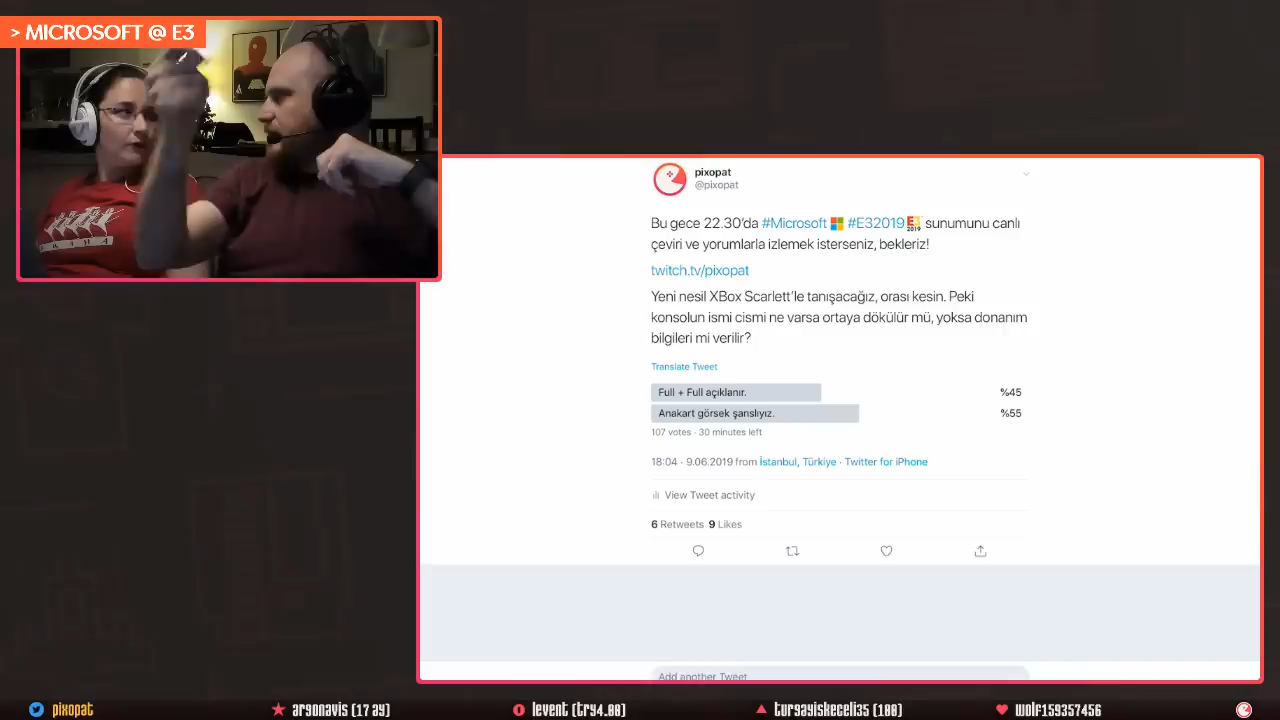 > MICROSOFT @ E3
pixopat
@pixopat
Bu gece 22.30'da #Microsoft #E32019 sunumunu canlı
çeviri ve yorumlarla izlemek isterseniz, bekleriz!
twitch.tv/pixopat
Yeni nesil XBox Scarlett'le tanışacağız, orası kesin. Peki
konsolun ismi cismi ne varsa ortaya dökülür mü, yoksa donanım
bilgileri mi verilir?
Translate Tweet
Full + Full açıklanır. %45
Anakart görsek şanslıyız. %55
107 votes · 30 minutes left
18:04 · 9.06.2019 from İstanbul, Türkiye · Twitter for iPhone
View Tweet activity
6 Retweets 9 Likes
Add another Tweet
pixopat argonavis (17 ay) levent (try4.00) turgayiskeceli35 (100) wolf159357456